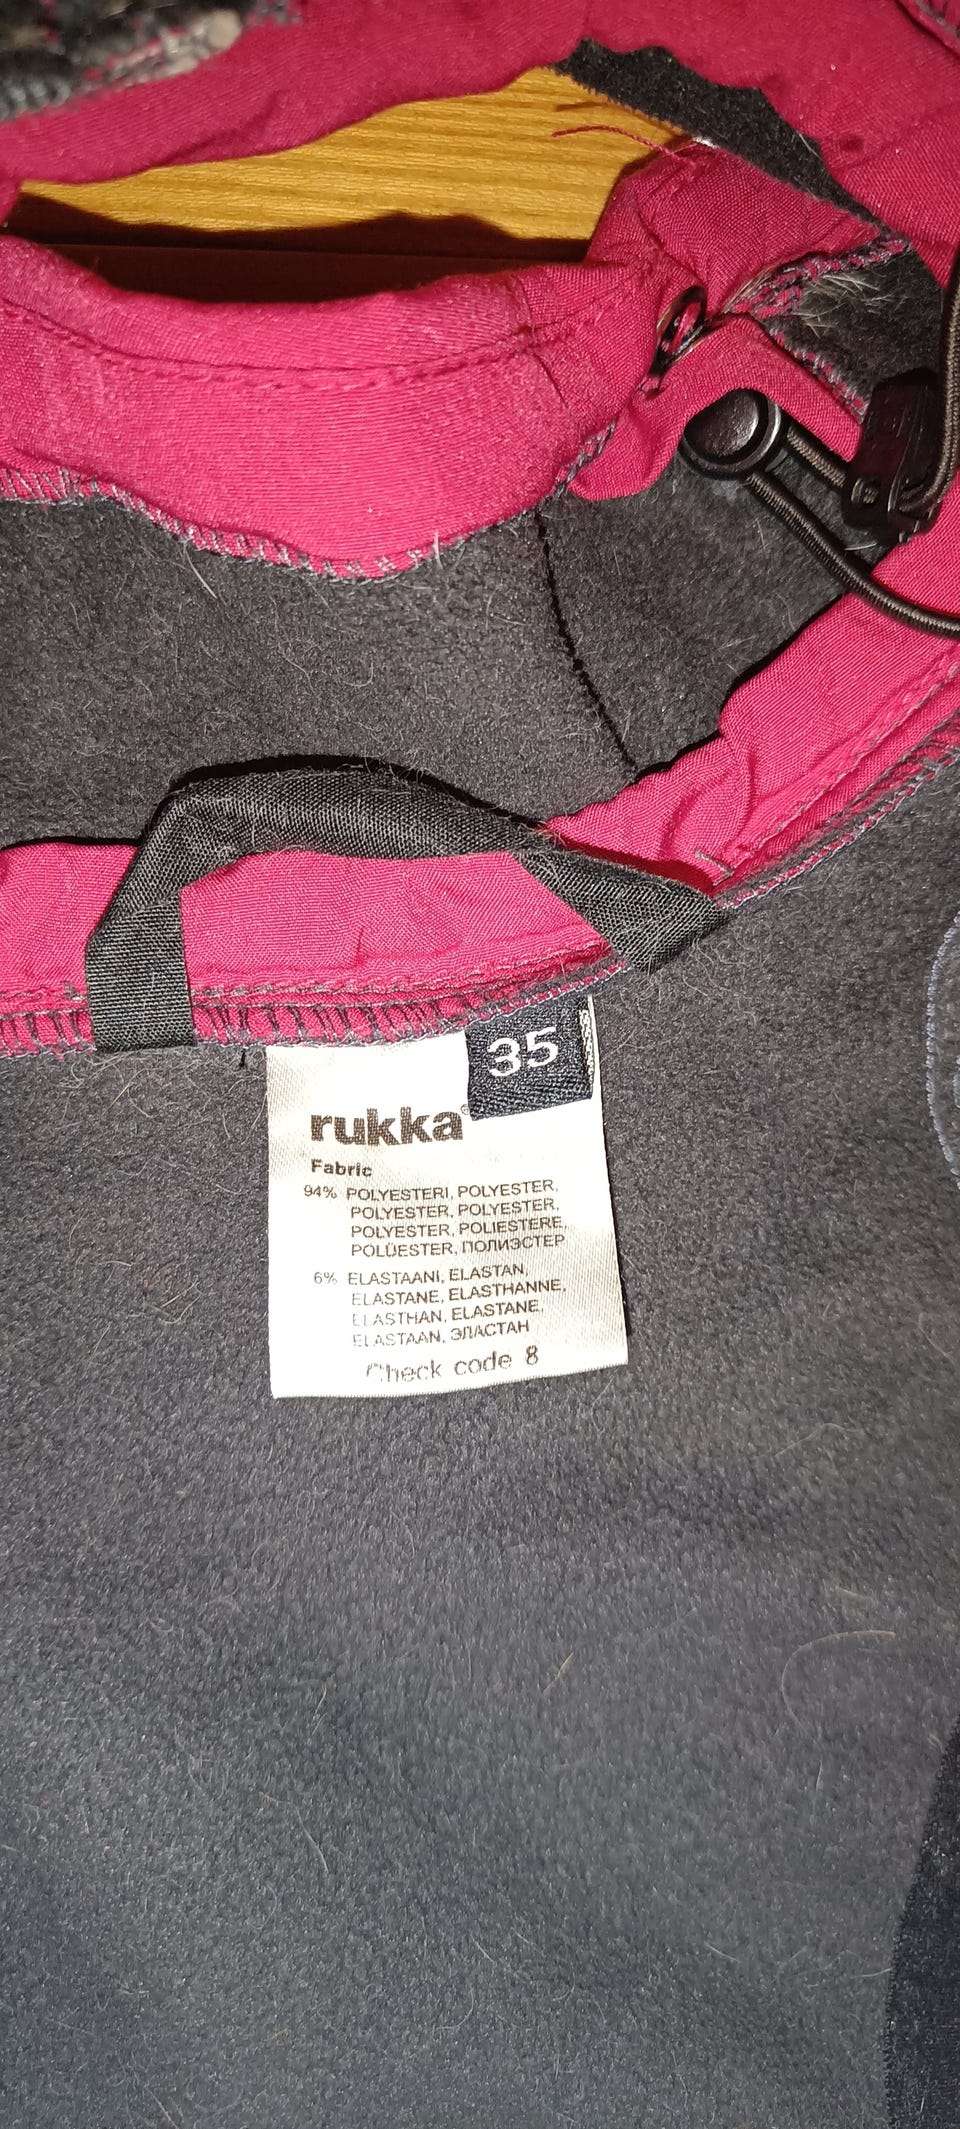 35
rukka®
Fabric
94% POLYESTERI, POLYESTER,
POLYESTER, POLYESTER,
POLYESTER, POLIESTERE,
POLÜESTER, ПОЛИЭСТЕР
6% ELASTAANI, ELASTAN,
ELASTANE, ELASTHANNE,
ELASTHAN, ELASTANE,
ELASTAAN, ЭЛАСТАН
Check code 8